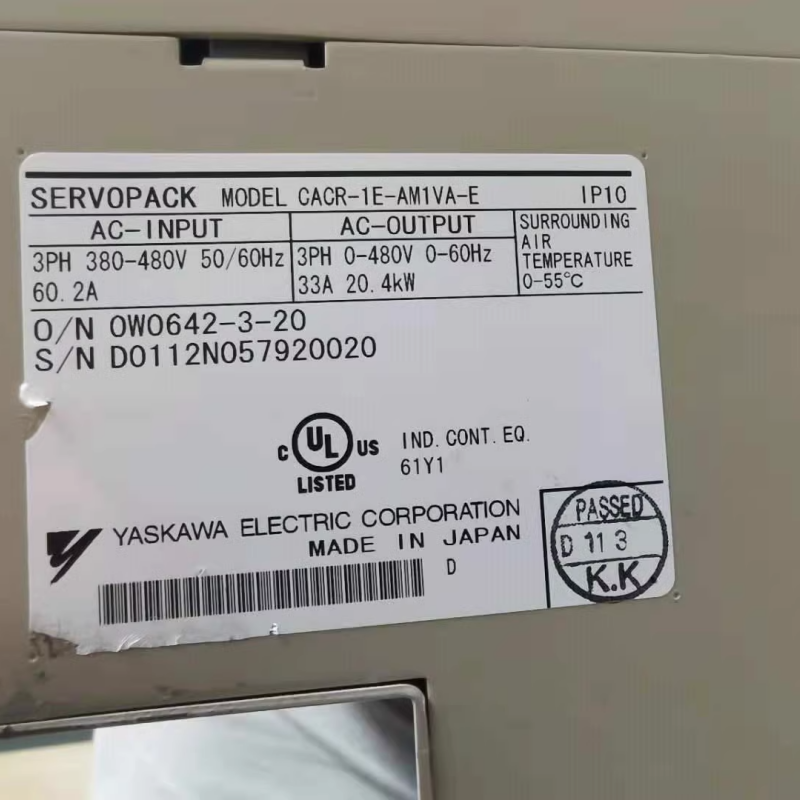 SERVOPACK MODEL CACR-1E-AM1VA-E IP10
AC-INPUT
3PH 380-480V 50/60Hz
60.2A
AC-OUTPUT
3PH 0-480V 0-60Hz
33A 20.4kW
SURROUNDING
AIR
TEMPERATURE
0-55℃
O/N 0W0642-3-20
S/N D0112N057920020
C UL US
LISTED
IND. CONT. EQ.
61Y1
YASKAWA ELECTRIC CORPORATION
MADE IN JAPAN
D
PASSED
D 11 3
K.K.